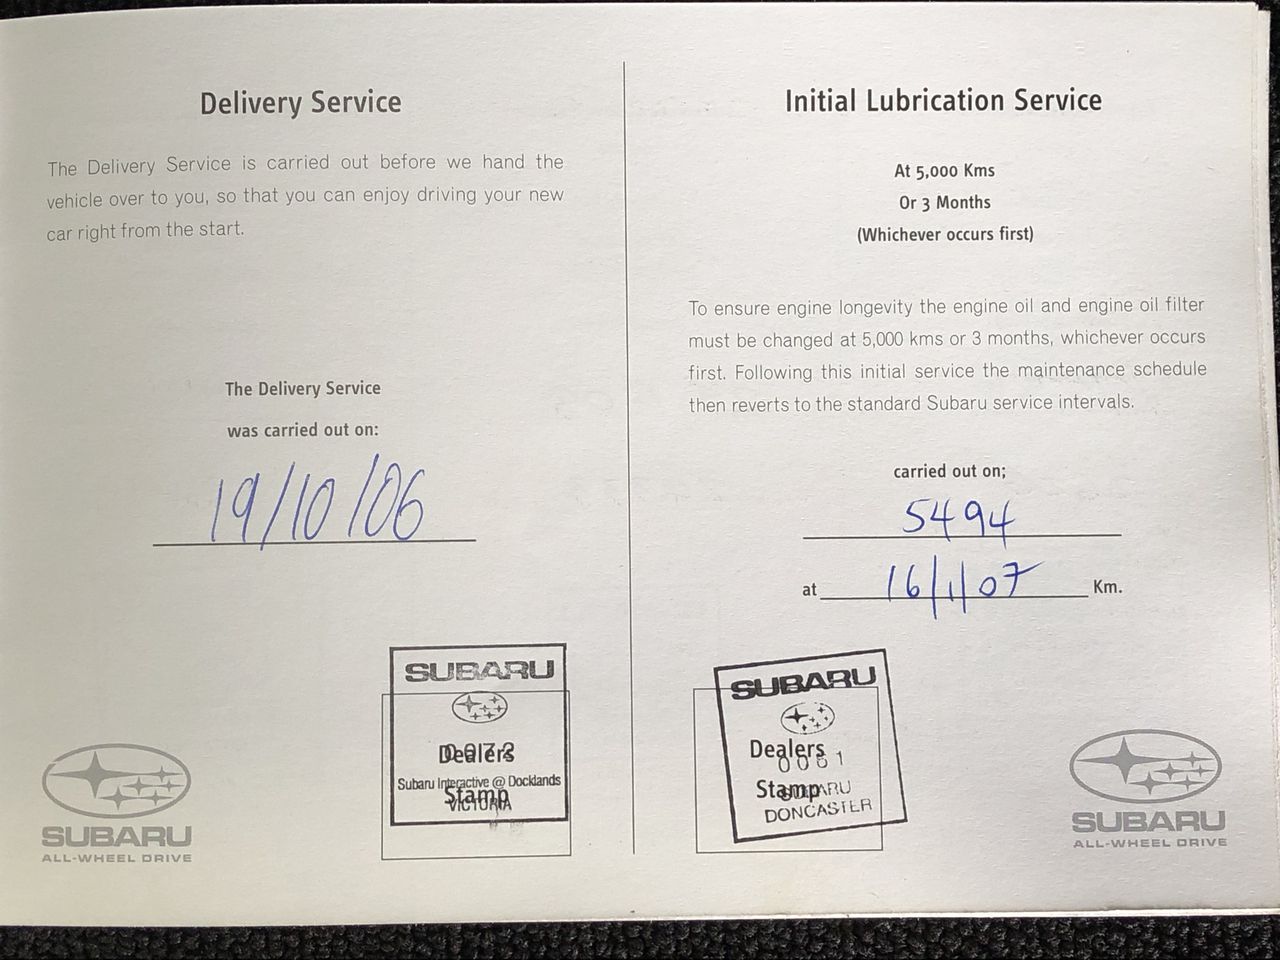 Delivery Service
The Delivery Service is carried out before we hand the
vehicle over to you, so that you can enjoy driving your new
car right from the start.
The Delivery Service
was carried out on:
19/10/06
SUBARU
Dealers
Subaru Interactive @ Docklands
Stamp
VICTORIA
SUBARU
ALL-WHEEL DRIVE
Initial Lubrication Service
At 5,000 Kms
Or 3 Months
(Whichever occurs first)
To ensure engine longevity the engine oil and engine oil filter
must be changed at 5,000 kms or 3 months, whichever occurs
first. Following this initial service the maintenance schedule
then reverts to the standard Subaru service intervals.
carried out on;
5494
at 16/1/07 Km.
SUBARU
Dealers
Stamp
SUBARU
DONCASTER
SUBARU
ALL-WHEEL DRIVE